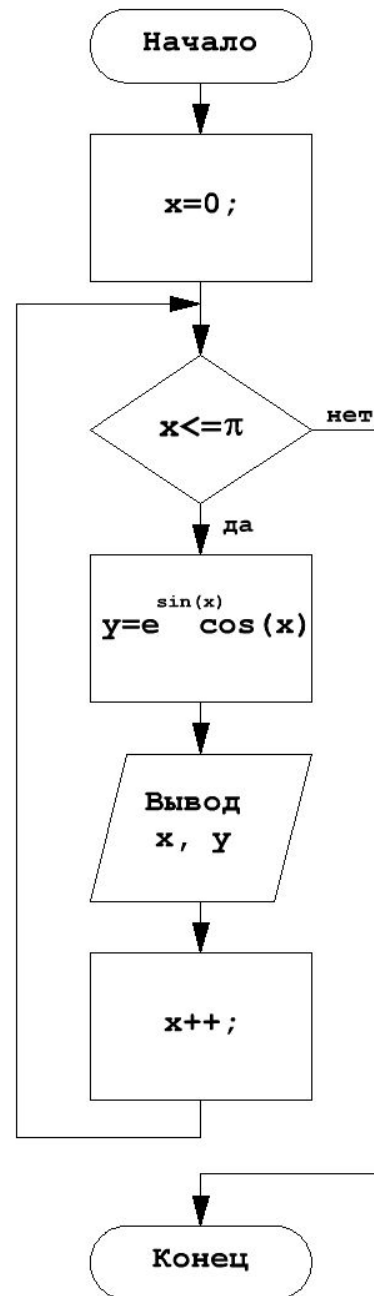 Начало
x=0;
x<=π
нет
да
y=e^sin(x) cos(x)
Вывод
x, y
x++;
Конец